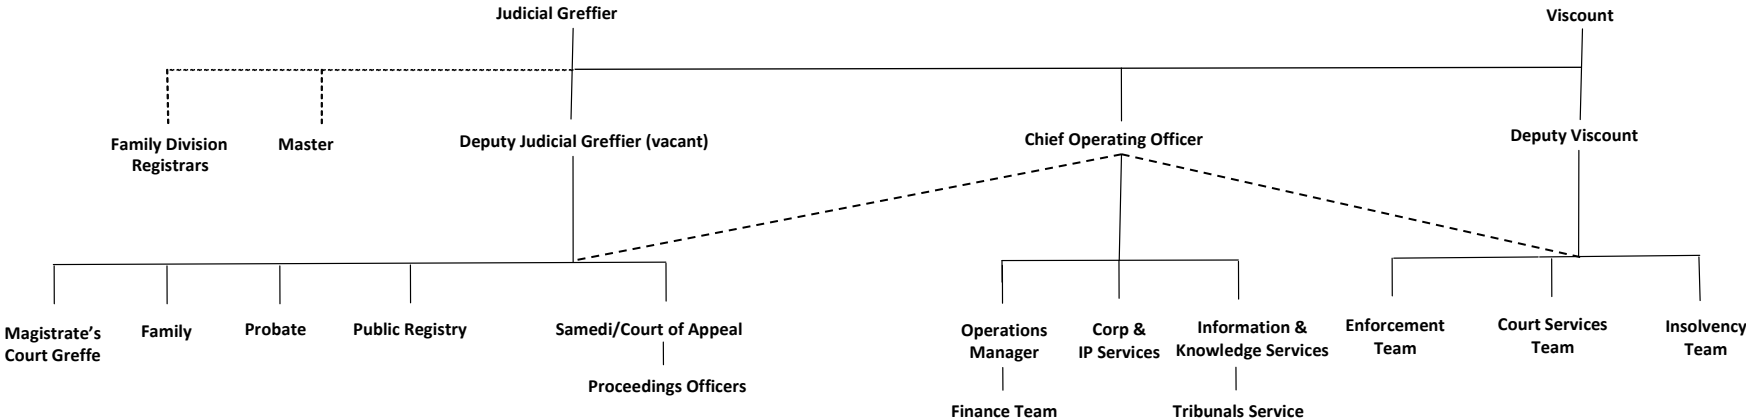 Judicial Greffier
Viscount
Family Division
Registrars
Master
Deputy Judicial Greffier (vacant)
Chief Operating Officer
Deputy Viscount
Magistrate's
Court Greffe
Family
Probate
Public Registry
Samedi/Court of Appeal
Proceedings Officers
Operations
Manager
Finance Team
Corp &
IP Services
Information &
Knowledge Services
Tribunals Service
Enforcement
Team
Court Services
Team
Insolvency
Team